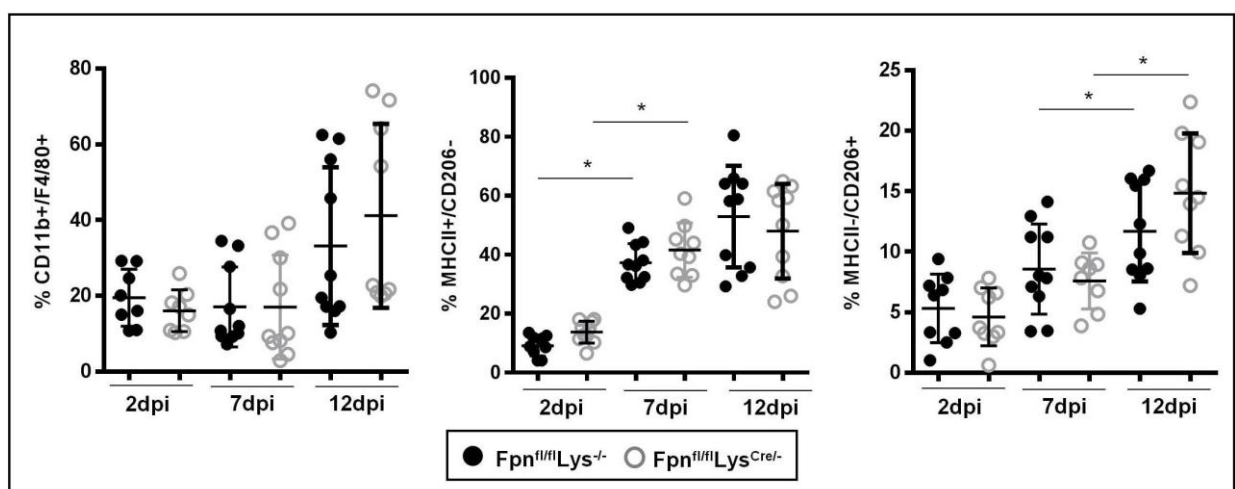 % CD11b+/F4/80+
80
60
40
20
0
2dpi 7dpi 12dpi
% MHCII+/CD206-
100
80
60
40
20
0
* *
2dpi 7dpi 12dpi
% MHCII-/CD206+
25
20
15
10
5
0
* *
2dpi 7dpi 12dpi
Fpnfl/flLys-/- Fpnfl/flLysCre/-